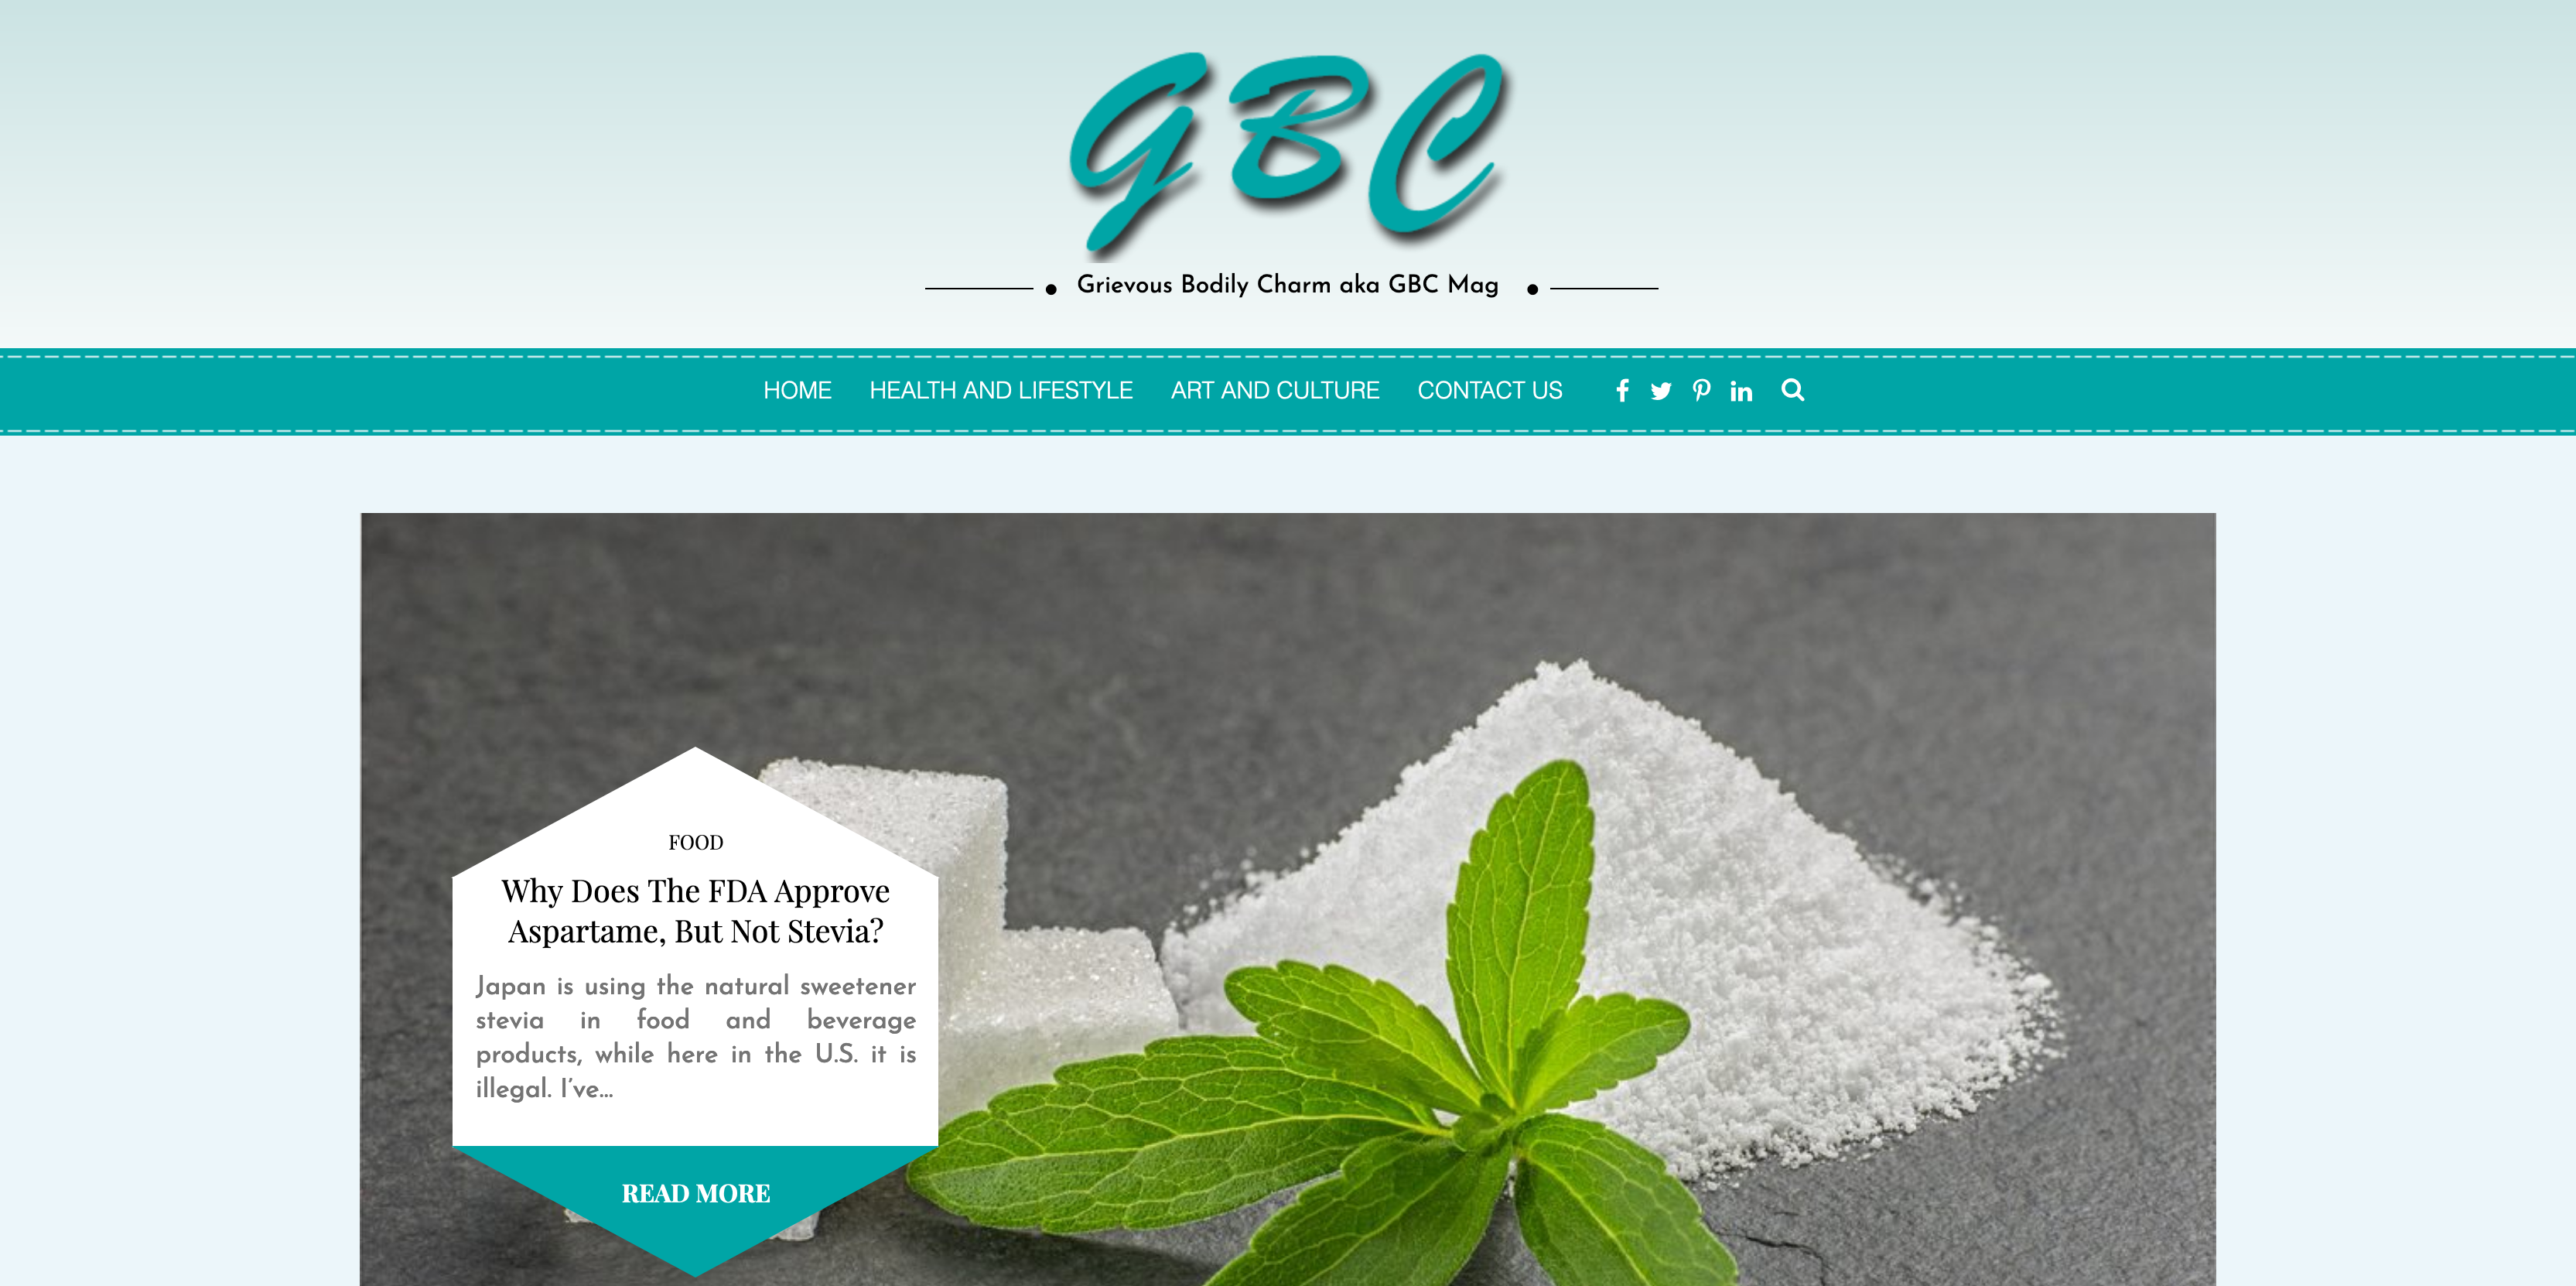 GBC
Grievous Bodily Charm aka GBC Mag
HOME HEALTH AND LIFESTYLE ART AND CULTURE CONTACT US
FOOD
Why Does The FDA Approve
Aspartame, But Not Stevia?
Japan is using the natural sweetener
stevia in food and beverage
products, while here in the U.S. it is
illegal. I've...
READ MORE